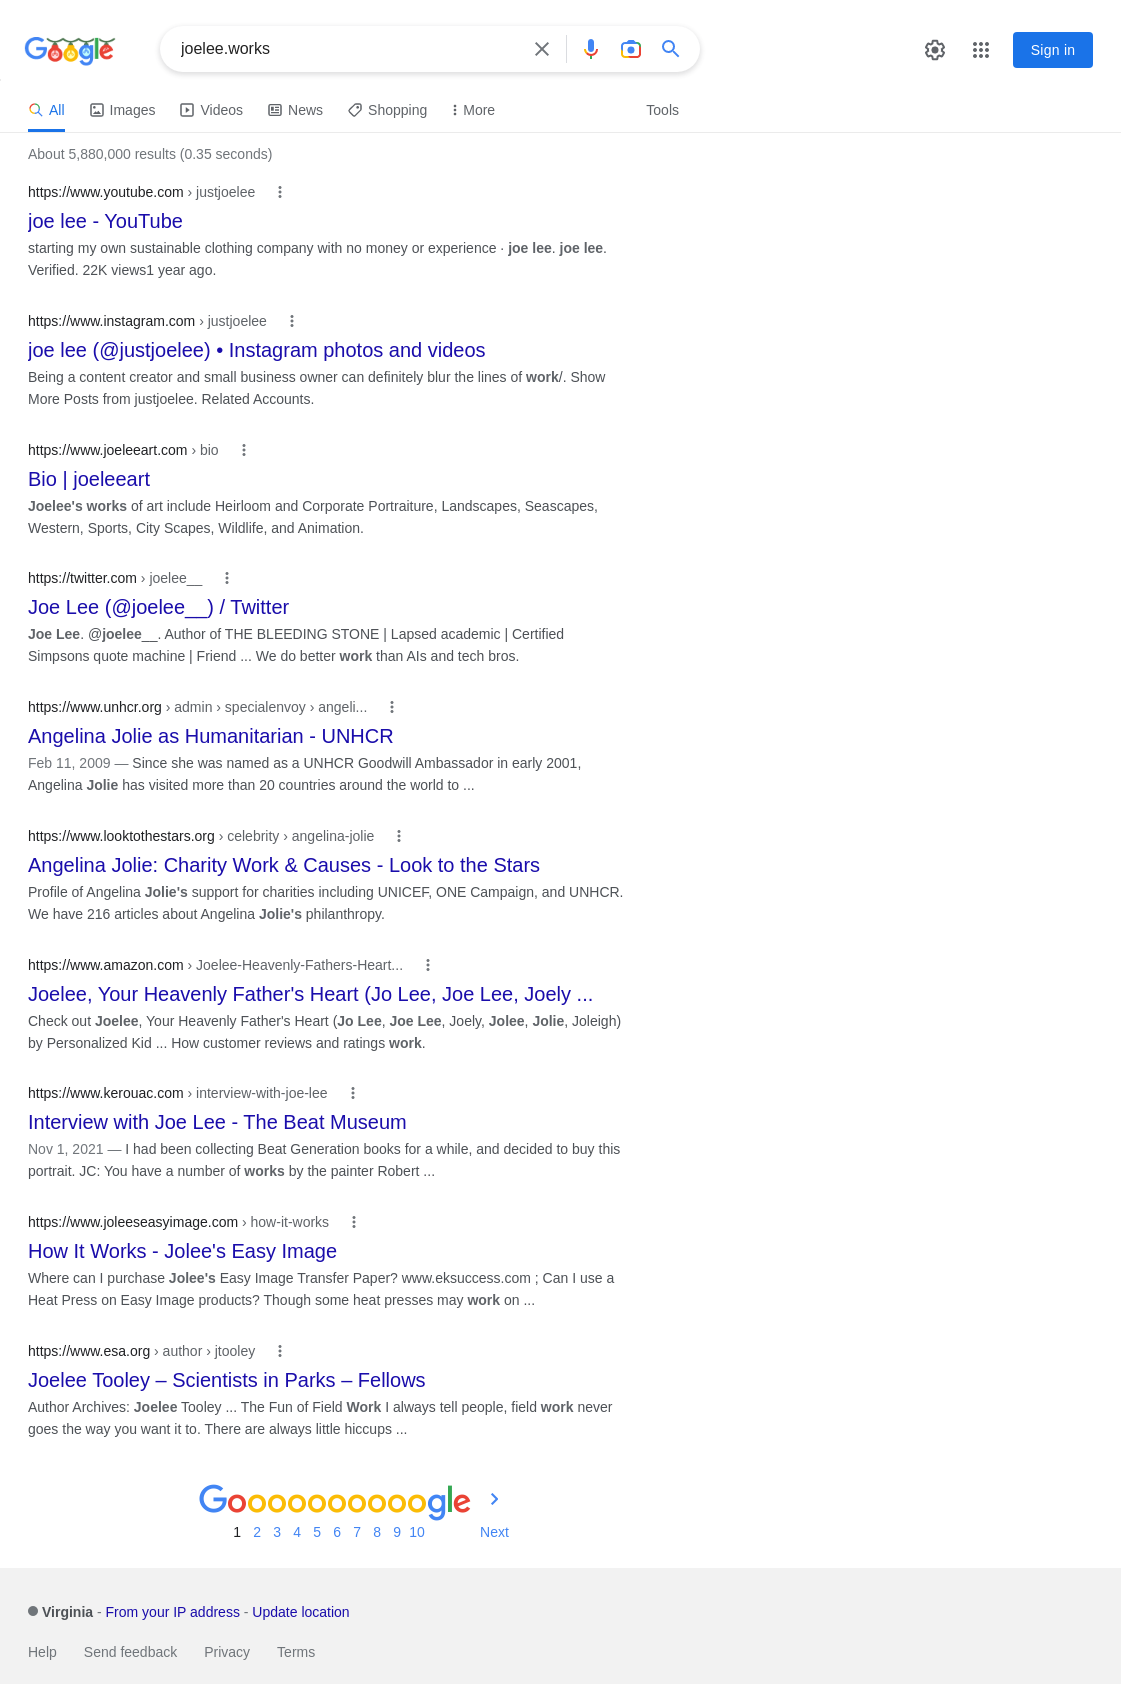 Google
joelee.works
Sign in
All Images Videos News Shopping More Tools
About 5,880,000 results (0.35 seconds)
https://www.youtube.com › justjoelee
joe lee - YouTube
starting my own sustainable clothing company with no money or experience · joe lee. joe lee.
Verified. 22K views1 year ago.
https://www.instagram.com › justjoelee
joe lee (@justjoelee) • Instagram photos and videos
Being a content creator and small business owner can definitely blur the lines of work/. Show
More Posts from justjoelee. Related Accounts.
https://www.joeleeart.com › bio
Bio | joeleeart
Joelee's works of art include Heirloom and Corporate Portraiture, Landscapes, Seascapes,
Western, Sports, City Scapes, Wildlife, and Animation.
https://twitter.com › joelee__
Joe Lee (@joelee__) / Twitter
Joe Lee. @joelee__. Author of THE BLEEDING STONE | Lapsed academic | Certified
Simpsons quote machine | Friend ... We do better work than AIs and tech bros.
https://www.unhcr.org › admin › specialenvoy › angeli...
Angelina Jolie as Humanitarian - UNHCR
Feb 11, 2009 — Since she was named as a UNHCR Goodwill Ambassador in early 2001,
Angelina Jolie has visited more than 20 countries around the world to ...
https://www.looktothestars.org › celebrity › angelina-jolie
Angelina Jolie: Charity Work & Causes - Look to the Stars
Profile of Angelina Jolie's support for charities including UNICEF, ONE Campaign, and UNHCR.
We have 216 articles about Angelina Jolie's philanthropy.
https://www.amazon.com › Joelee-Heavenly-Fathers-Heart...
Joelee, Your Heavenly Father's Heart (Jo Lee, Joe Lee, Joely ...
Check out Joelee, Your Heavenly Father's Heart (Jo Lee, Joe Lee, Joely, Jolee, Jolie, Joleigh)
by Personalized Kid ... How customer reviews and ratings work.
https://www.kerouac.com › interview-with-joe-lee
Interview with Joe Lee - The Beat Museum
Nov 1, 2021 — I had been collecting Beat Generation books for a while, and decided to buy this
portrait. JC: You have a number of works by the painter Robert ...
https://www.joleeseasyimage.com › how-it-works
How It Works - Jolee's Easy Image
Where can I purchase Jolee's Easy Image Transfer Paper? www.eksuccess.com ; Can I use a
Heat Press on Easy Image products? Though some heat presses may work on ...
https://www.esa.org › author › jtooley
Joelee Tooley – Scientists in Parks – Fellows
Author Archives: Joelee Tooley ... The Fun of Field Work I always tell people, field work never
goes the way you want it to. There are always little hiccups ...
Goooooooooogle
1 2 3 4 5 6 7 8 9 10 Next
Virginia - From your IP address - Update location
Help Send feedback Privacy Terms